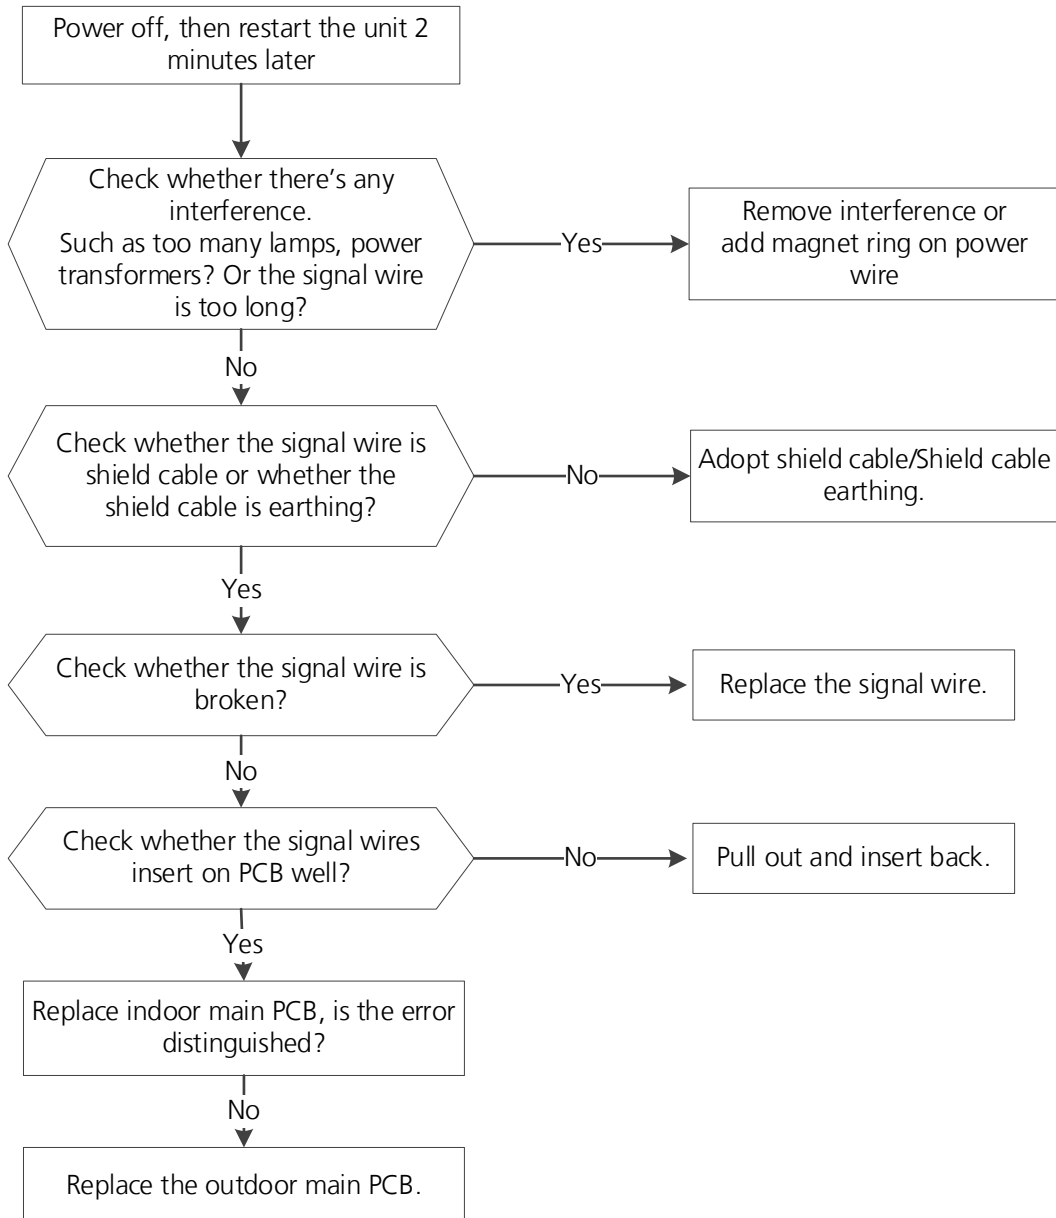 Power off, then restart the unit 2
minutes later
Check whether there's any
interference.
Such as too many lamps, power
transformers? Or the signal wire
is too long?
Yes
Remove interference or
add magnet ring on power
wire
No
Check whether the signal wire is
shield cable or whether the
shield cable is earthing?
No
Adopt shield cable/Shield cable
earthing.
Yes
Check whether the signal wire is
broken?
Yes
Replace the signal wire.
No
Check whether the signal wires
insert on PCB well?
No
Pull out and insert back.
Yes
Replace indoor main PCB, is the error
distinguished?
No
Replace the outdoor main PCB.